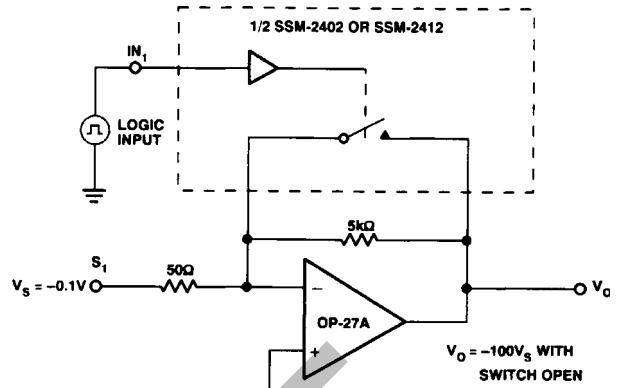 1/2 SSM-2402 OR SSM-2412
IN1
LOGIC
INPUT
5kΩ
S1
50Ω
VS = –0.1V
–
OP-27A
+
VO
VO = –100VS WITH
SWITCH OPEN